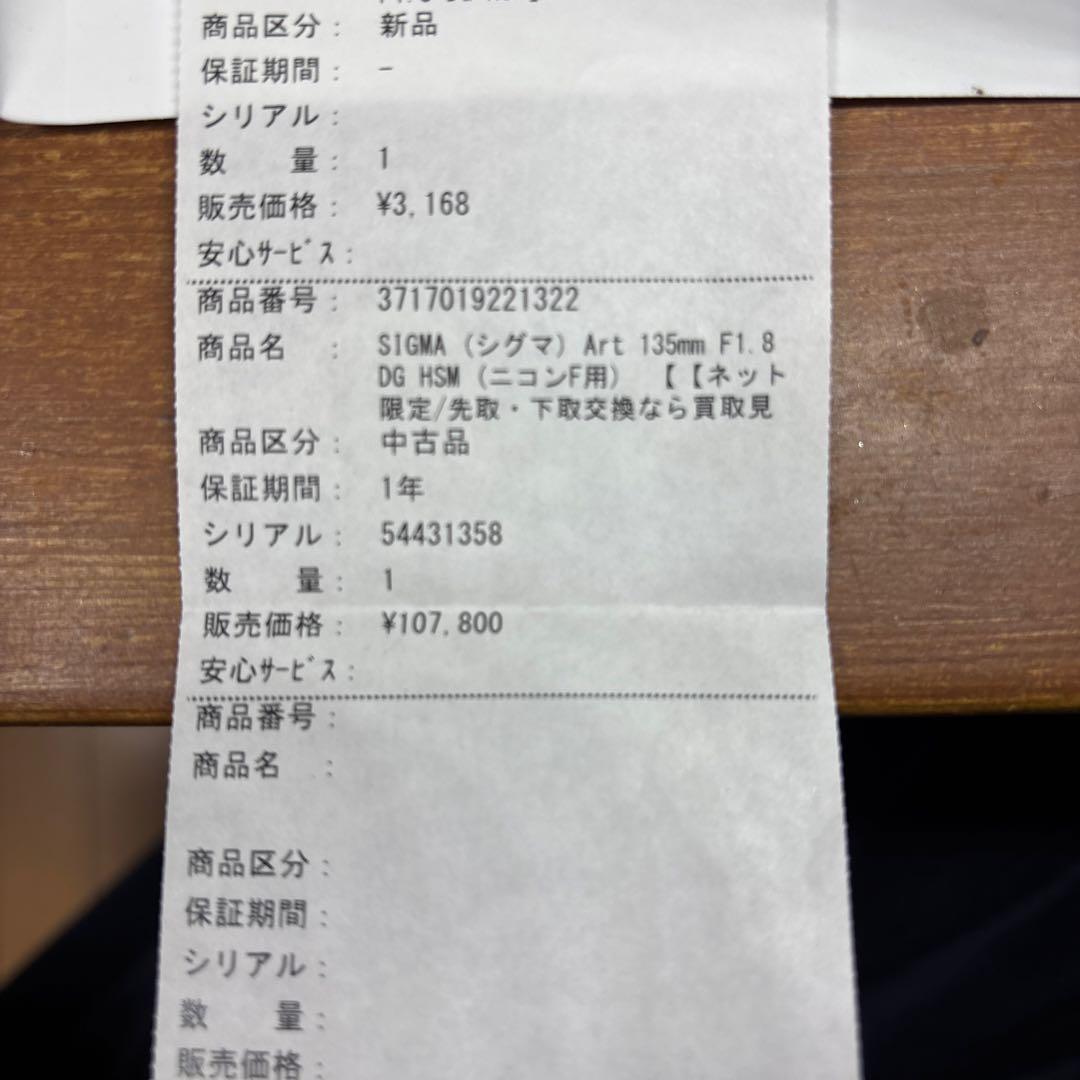 商品区分： 新品
保証期間： -
シリアル：
数　　量： 1
販売価格： ¥3,168
安心ｻｰﾋﾞｽ：
商品番号： 3717019221322
商品名　： SIGMA (シグマ) Art 135mm F1.8
DG HSM (ニコンF用)　【【ネット
限定/先取・下取交換なら買取見
商品区分： 中古品
保証期間： 1年
シリアル： 54431358
数　　量： 1
販売価格： ¥107,800
安心ｻｰﾋﾞｽ：
商品番号：
商品名　：
商品区分：
保証期間：
シリアル：
数　　量：
販売価格：